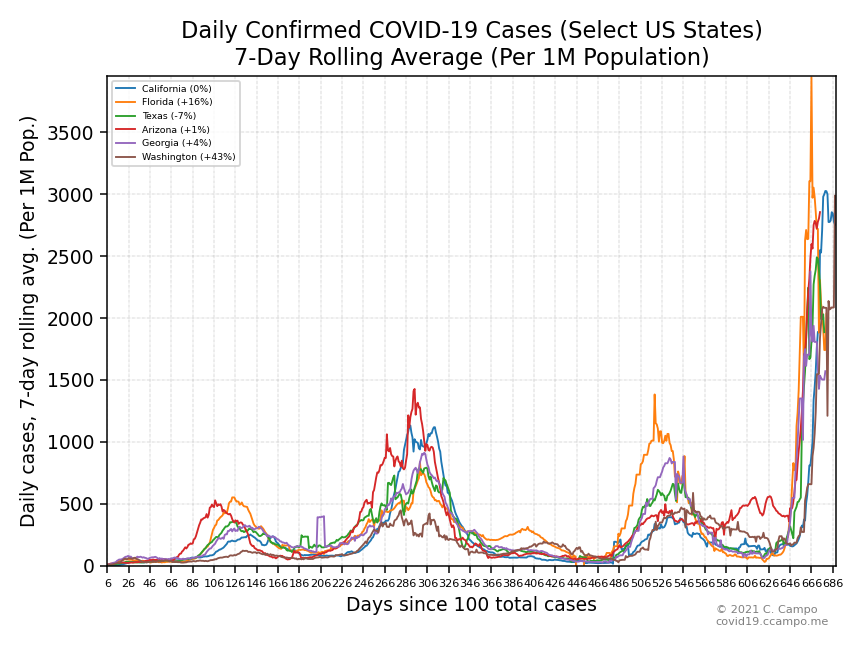 Daily Confirmed COVID-19 Cases (Select US States)
7-Day Rolling Average (Per 1M Population)
California (0%)
Florida (+16%)
Texas (-7%)
Arizona (+1%)
Georgia (+4%)
Washington (+43%)
Daily cases, 7-day rolling avg. (Per 1M Pop.)
3500
3000
2500
2000
1500
1000
500
0
6 26 46 66 86 106 126 146 166 186 206 226 246 266 286 306 326 346 366 386 406 426 446 466 486 506 526 546 566 586 606 626 646 666 686
Days since 100 total cases
© 2021 C. Campo
covid19.ccampo.me